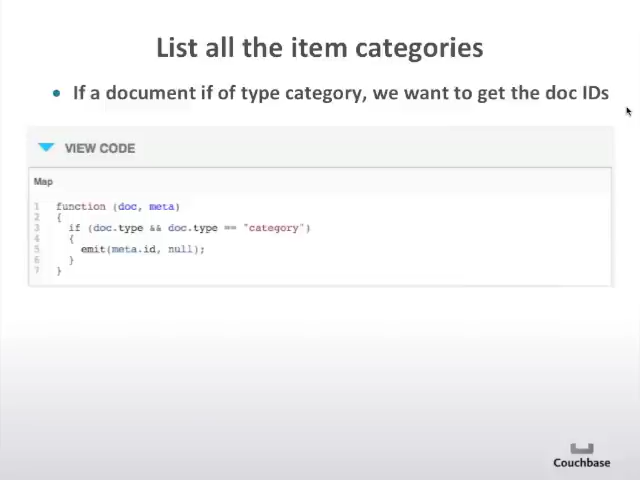 List all the item categories
• If a document if of type category, we want to get the doc IDs
VIEW CODE
Map
1 function (doc, meta)
2 {
3 if (doc.type && doc.type == "category")
4 {
5 emit(meta.id, null);
6 }
7 }
Couchbase